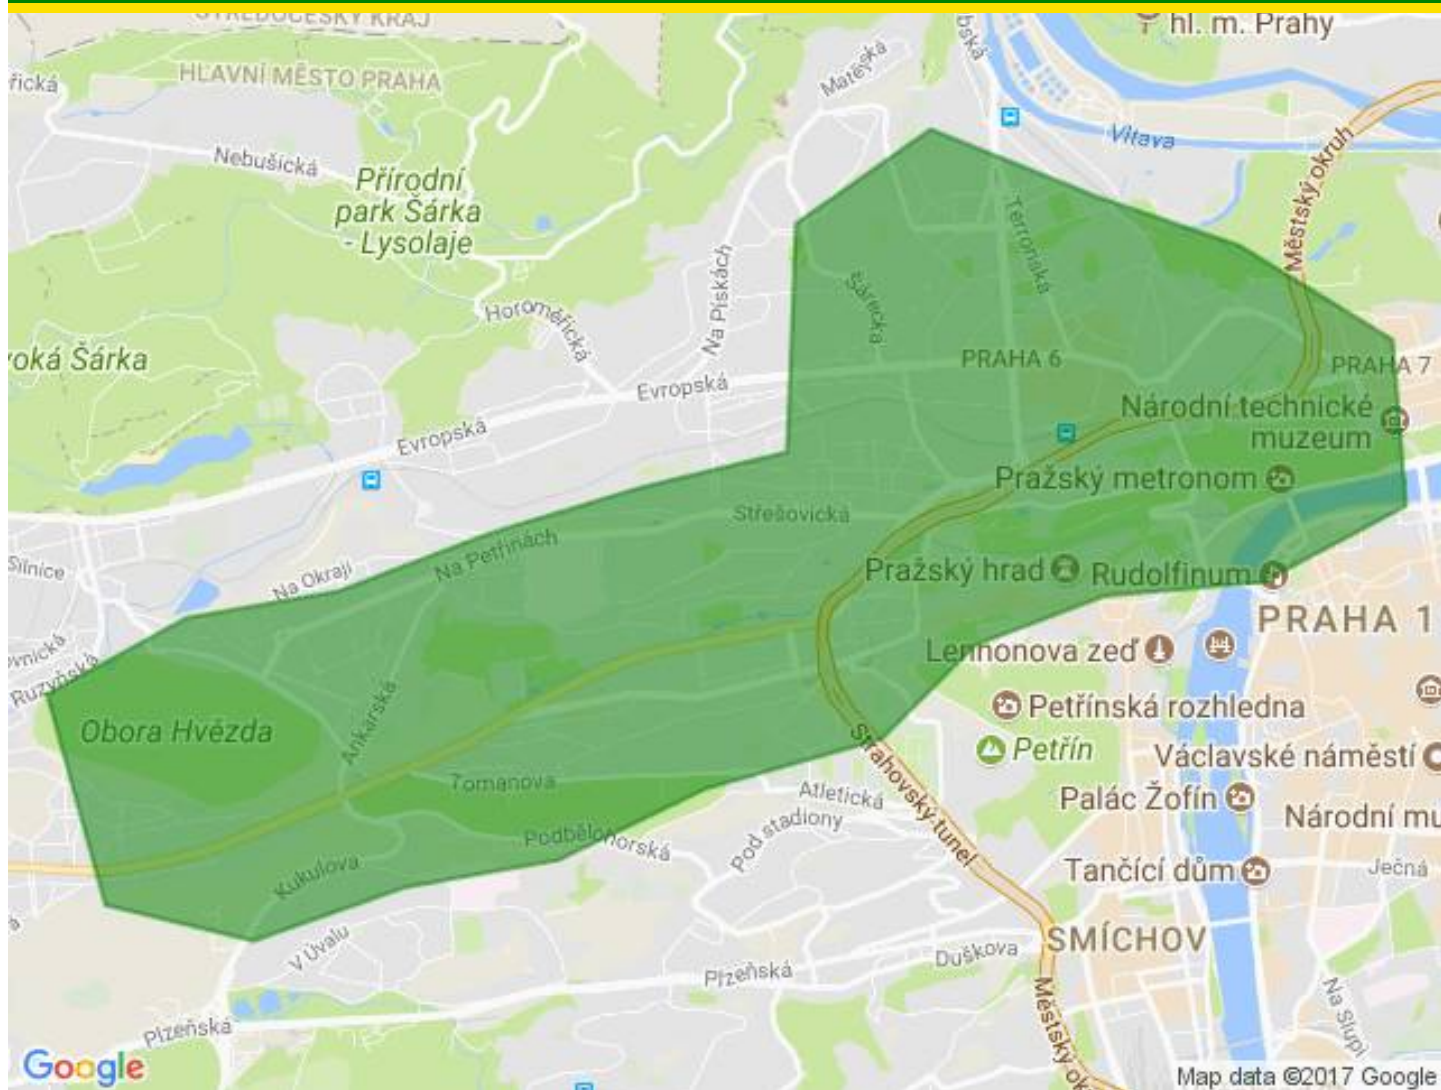 STŘEDOČESKÝ KRAJ
hl. m. Prahy
Matějská
HLAVNÍ MĚSTO PRAHA
Vltava
Městský okruh
Nebušická
Přírodní
park Šárka
- Lysolaje
Terronská
Na Pískách
Šárecká
Horoměřická
oká Šárka
PRAHA 6
PRAHA 7
Evropská
Národní technické
muzeum
Evropská
Pražský metronom
Střešovická
Na Petřinách
Silnice
Na Okraji
Pražský hrad
Rudolfinum
PRAHA 1
Lennonova zeď
Ruzyňská
Petřínská rozhledna
Obora Hvězda
Ankarská
Petřín
Václavské náměstí
Strahovský tunel
Tomanova
Atletická
Palác Žofín
Národní mu
Podbělohorská
Pod stadiony
Tančící dům
Ječná
Kukulova
SMÍCHOV
V Úvalu
Duškova
Plzeňská
Na Slupi
Plzeňská
Městský ok
Google
Map data ©2017 Google